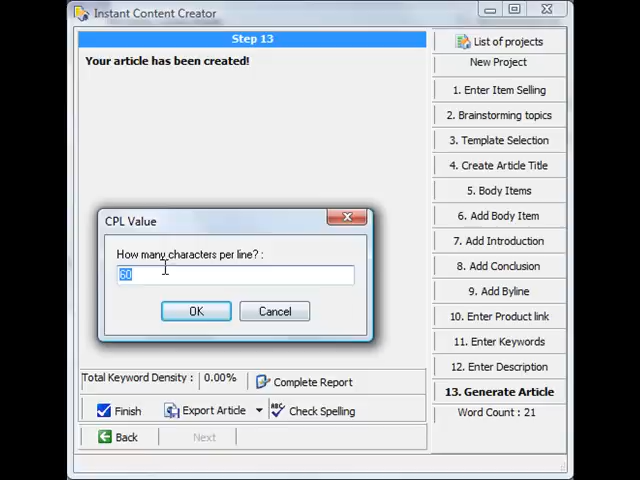 Instant Content Creator
Step 13
Your article has been created!
CPL Value
How many characters per line? :
60
OK
Cancel
Total Keyword Density :
0.00%
Complete Report
Finish
Export Article
ABC
Check Spelling
Back
Next
List of projects
New Project
1. Enter Item Selling
2. Brainstorming topics
3. Template Selection
4. Create Article Title
5. Body Items
6. Add Body Item
7. Add Introduction
8. Add Conclusion
9. Add Byline
10. Enter Product link
11. Enter Keywords
12. Enter Description
13. Generate Article
Word Count : 21